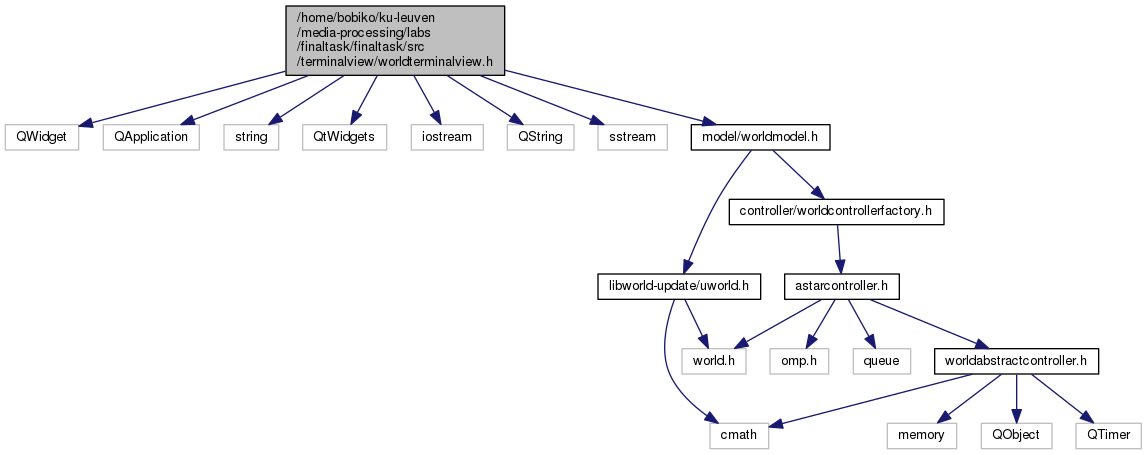 /home/bobiko/ku-leuven
/media-processing/labs
/finaltask/finaltask/src
/terminalview/worldterminalview.h
QWidget
QApplication
string
QtWidgets
iostream
QString
sstream
model/worldmodel.h
controller/worldcontrollerfactory.h
libworld-update/uworld.h
astarcontroller.h
world.h
omp.h
queue
worldabstractcontroller.h
cmath
memory
QObject
QTimer